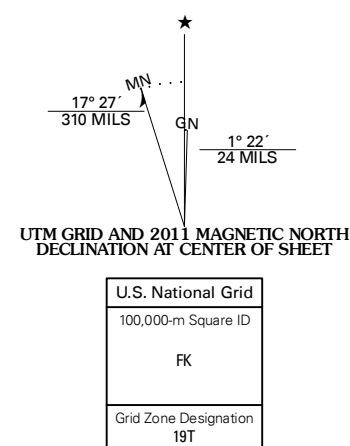 MN
17° 27´
310 MILS
GN
1° 22´
24 MILS
UTM GRID AND 2011 MAGNETIC NORTH
DECLINATION AT CENTER OF SHEET
U.S. National Grid
100,000-m Square ID
FK
Grid Zone Designation
19T